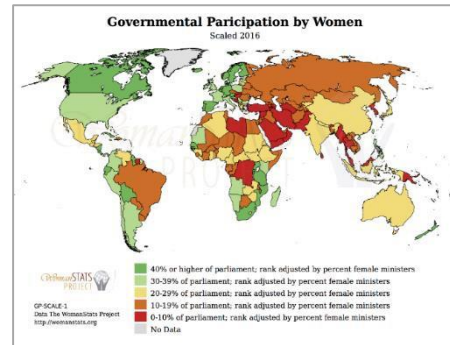 Governmental Paricipation by Women
Scaled 2016
WomanSTATS
PROJECT
WomanSTATS
PROJECT
GP-SCALE-1
Data The WomanStats Project
http://womanstats.org
40% or higher of parliament; rank adjusted by percent female ministers
30-39% of parliament; rank adjusted by percent female ministers
20-29% of parliament; rank adjusted by percent female ministers
10-19% of parliament; rank adjusted by percent female ministers
0-10% of parliament; rank adjusted by percent female ministers
No Data